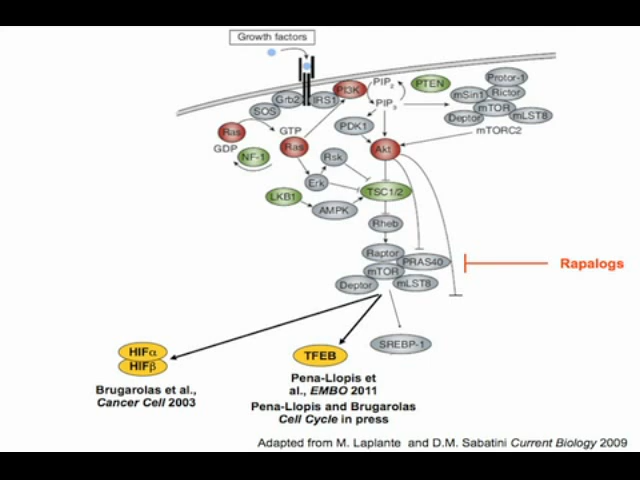 Growth factors
PI3K
PIP2
PTEN
Protor-1
mSin1
Rictor
Grb2
IRS1
PIP3
mTOR
SOS
Deptor
mLST8
PDK1
mTORC2
Ras
GTP
GDP
Ras
Akt
NF-1
Rsk
Erk
TSC1/2
LKB1
AMPK
Rheb
Raptor
PRAS40
Rapalogs
mTOR
Deptor
mLST8
SREBP-1
HIFα
HIFβ
TFEB
Brugarolas et al.,
Cancer Cell 2003
Pena-Llopis et
al., EMBO 2011
Pena-Llopis and Brugarolas
Cell Cycle in press
Adapted from M. Laplante and D.M. Sabatini Current Biology 2009